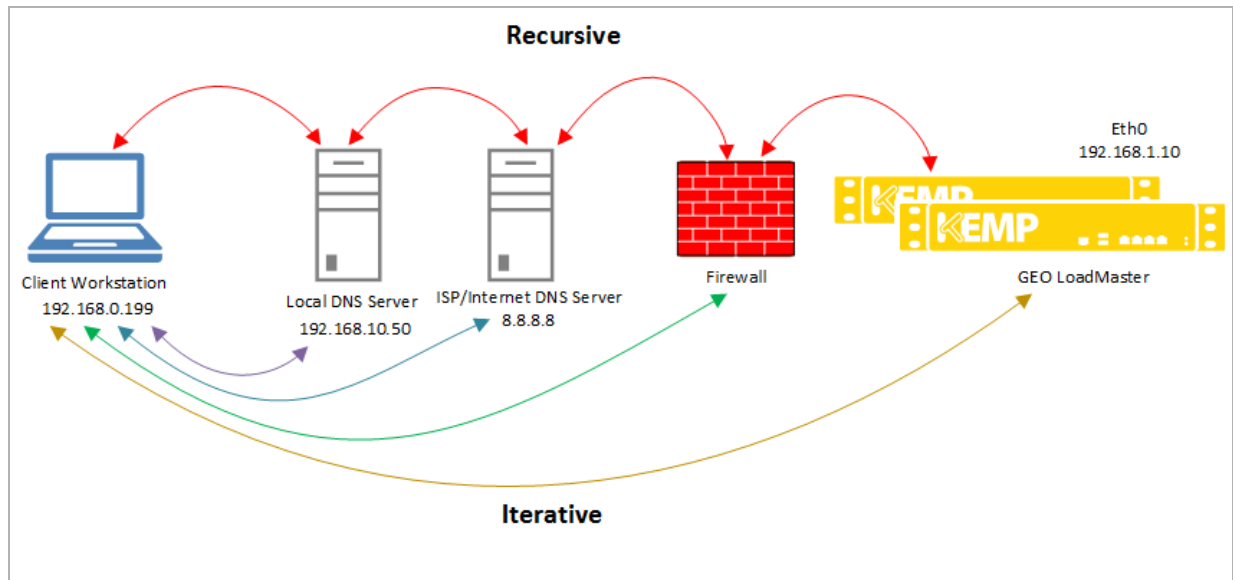 Recursive
Eth0
192.168.1.10
KEMP
KEMP
Client Workstation
192.168.0.199
Local DNS Server
192.168.10.50
ISP/Internet DNS Server
8.8.8.8
Firewall
GEO LoadMaster
Iterative